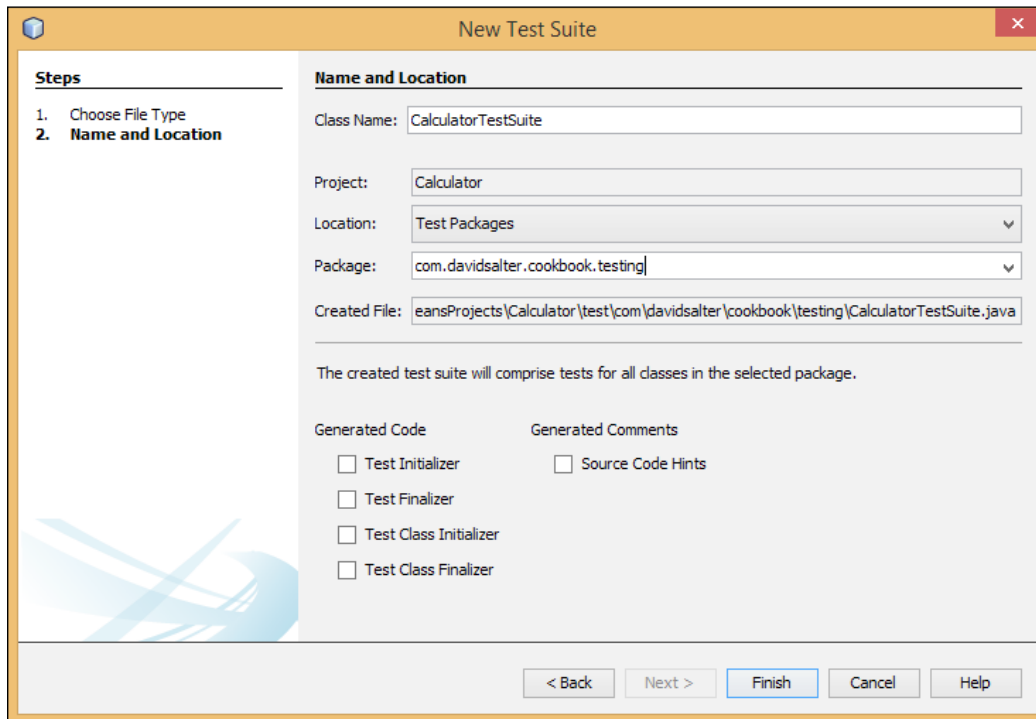 New Test Suite
Steps
1. Choose File Type
2. Name and Location
Name and Location
Class Name: CalculatorTestSuite
Project: Calculator
Location: Test Packages
Package: com.davidsalter.cookbook.testing
Created File: eansProjects\Calculator\test\com\davidsalter\cookbook\testing\CalculatorTestSuite.java
The created test suite will comprise tests for all classes in the selected package.
Generated Code Generated Comments
Test Initializer Source Code Hints
Test Finalizer
Test Class Initializer
Test Class Finalizer
< Back Next > Finish Cancel Help